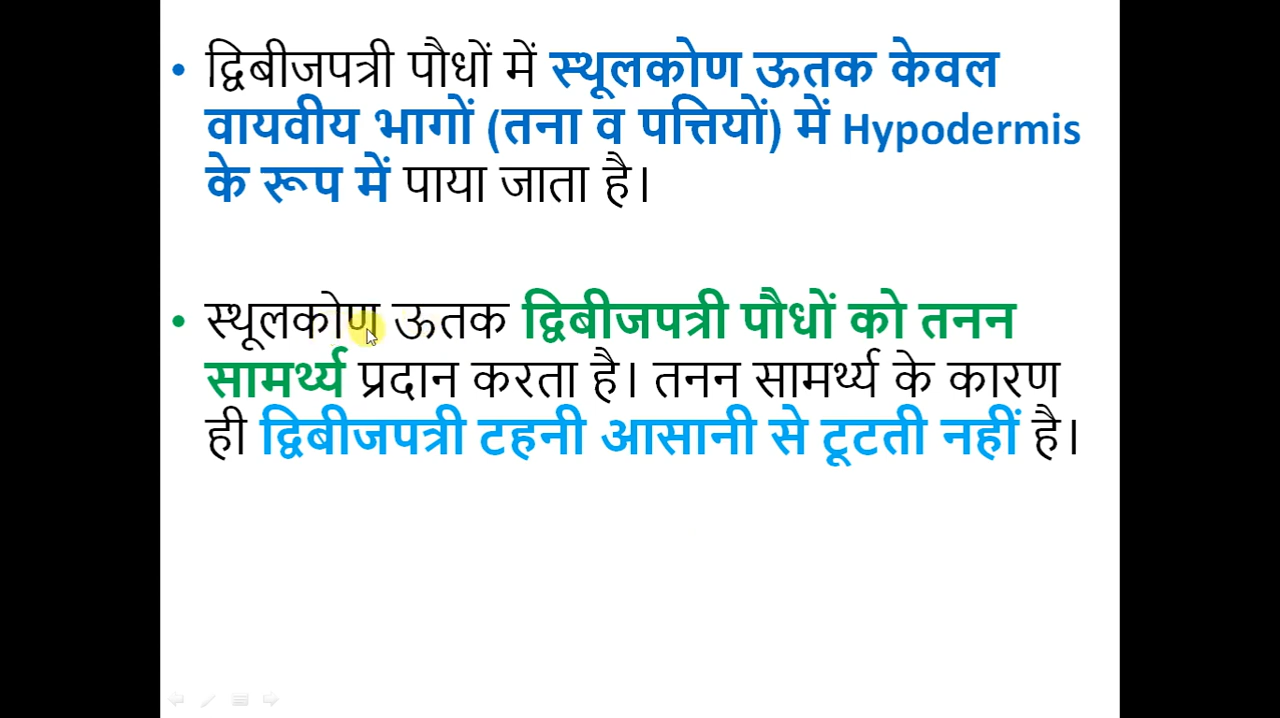 • द्विबीजपत्री पौधों में स्थूलकोण ऊतक केवल
वायवीय भागों (तना व पत्तियों) में Hypodermis
के रूप में पाया जाता है।
• स्थूलकोण ऊतक द्विबीजपत्री पौधों को तनन
सामर्थ्य प्रदान करता है। तनन सामर्थ्य के कारण
ही द्विबीजपत्री टहनी आसानी से टूटती नहीं है।